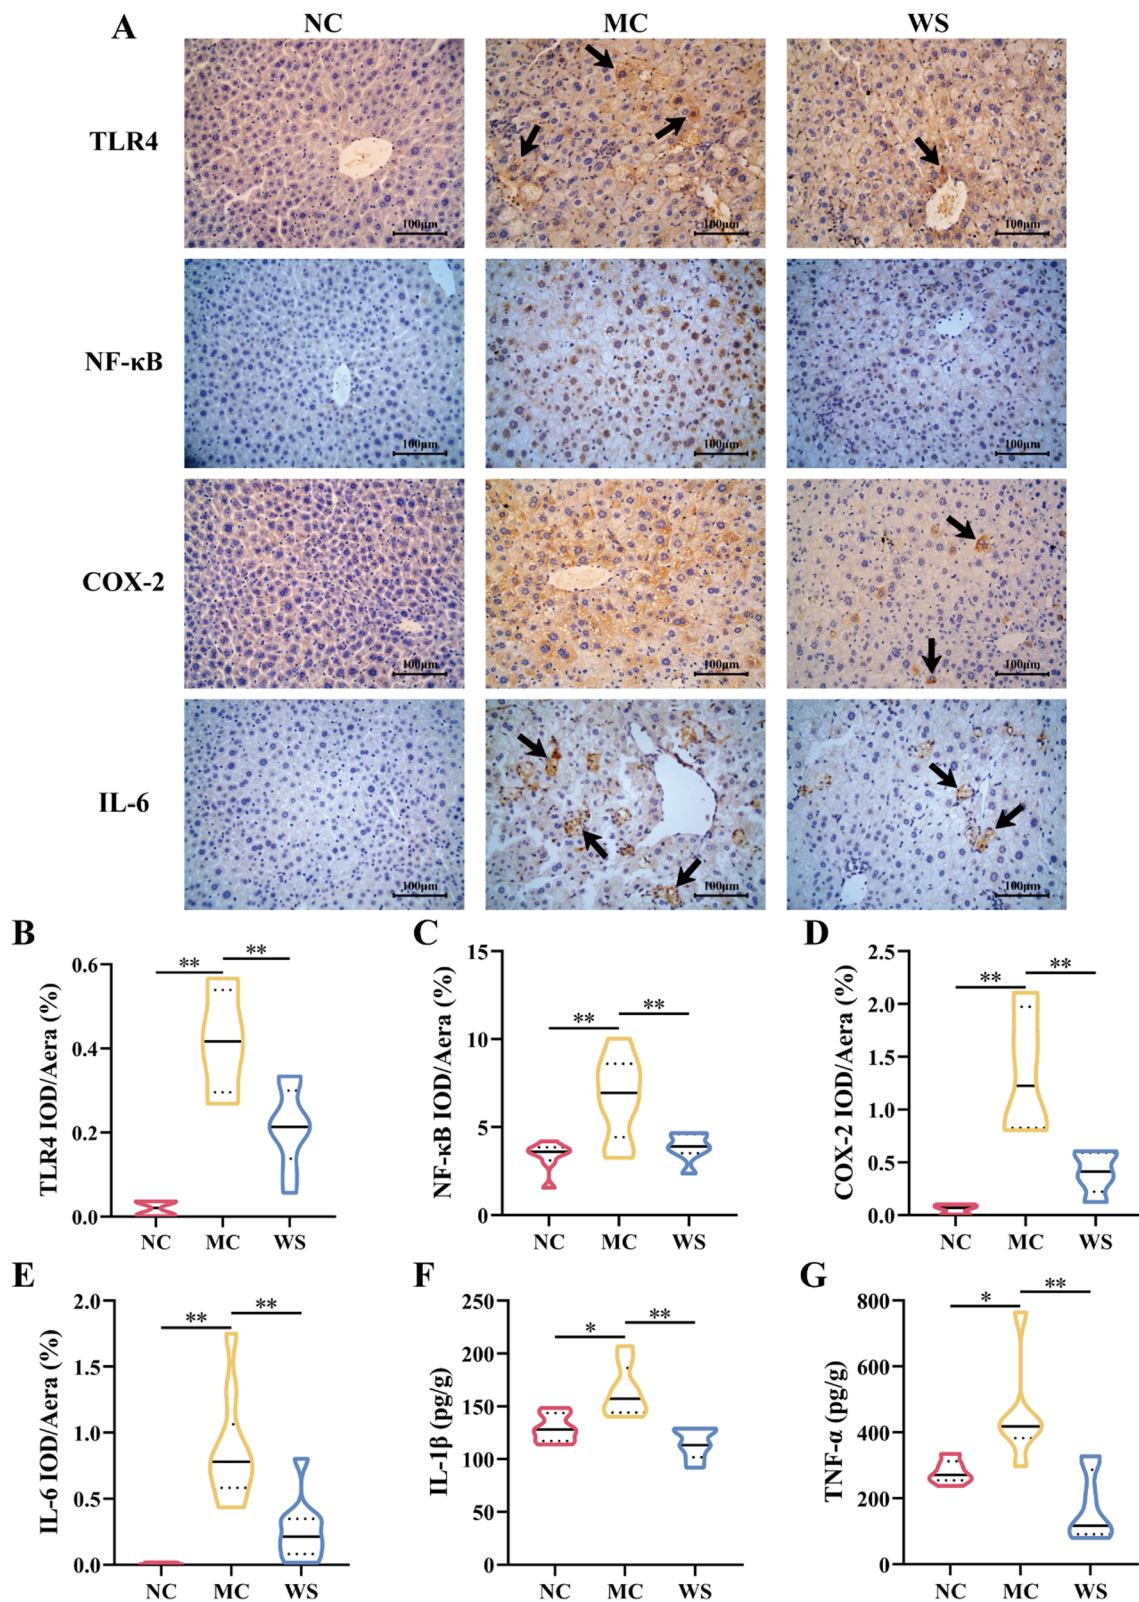 A NC MC WS
TLR4
100μm 100μm 100μm
NF-κB
100μm 100μm 100μm
COX-2
100μm 100μm 100μm
IL-6
100μm 100μm 100μm
B
TLR4 IOD/Aera (%)
0.6
0.4
0.2
0.0
** **
NC MC WS
C
NF-κB IOD/Aera (%)
15
10
5
0
** **
NC MC WS
D
COX-2 IOD/Aera (%)
2.5
2.0
1.5
1.0
0.5
0.0
** **
NC MC WS
E
IL-6 IOD/Aera (%)
2.0
1.5
1.0
0.5
0.0
** **
NC MC WS
F
IL-1β (pg/g)
250
200
150
100
50
0
* **
NC MC WS
G
TNF-α (pg/g)
800
600
400
200
0
* **
NC MC WS